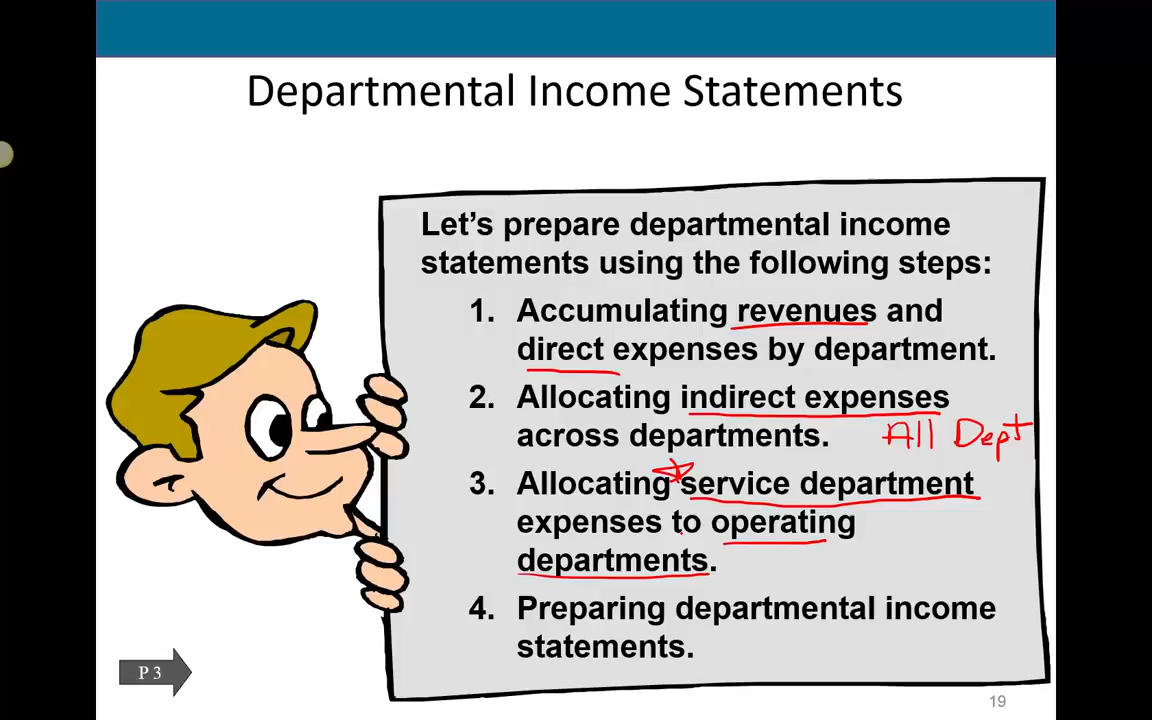 Departmental Income Statements
Let's prepare departmental income
statements using the following steps:
1. Accumulating revenues and
direct expenses by department.
2. Allocating indirect expenses
across departments. All Dept
3. Allocating service department
expenses to operating
departments.
4. Preparing departmental income
statements.
P 3
19